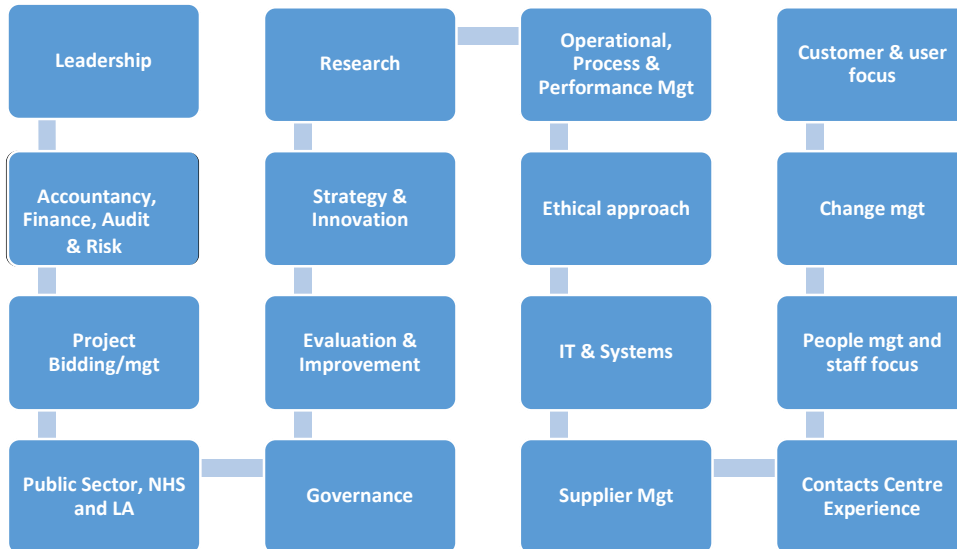 Leadership
Accountancy,
Finance, Audit
& Risk
Project
Bidding/mgt
Public Sector, NHS
and LA
Governance
Evaluation &
Improvement
Strategy &
Innovation
Research
Operational,
Process &
Performance Mgt
Ethical approach
IT & Systems
Supplier Mgt
Contacts Centre
Experience
People mgt and
staff focus
Change mgt
Customer & user
focus